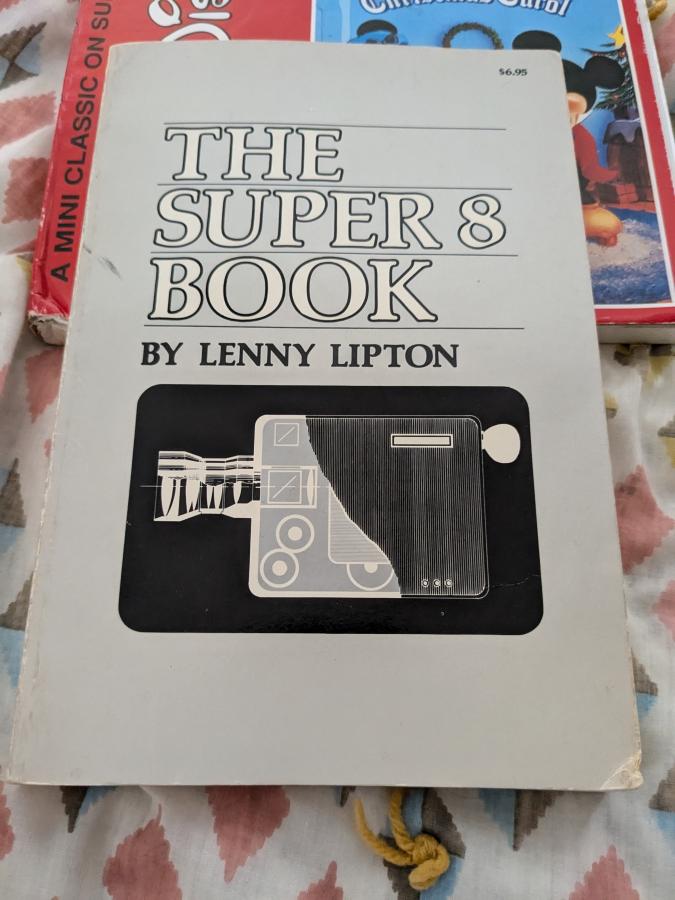 A MINI CLASSIC ON SU
Christmas Carol
$6.95
THE
SUPER 8
BOOK
BY LENNY LIPTON